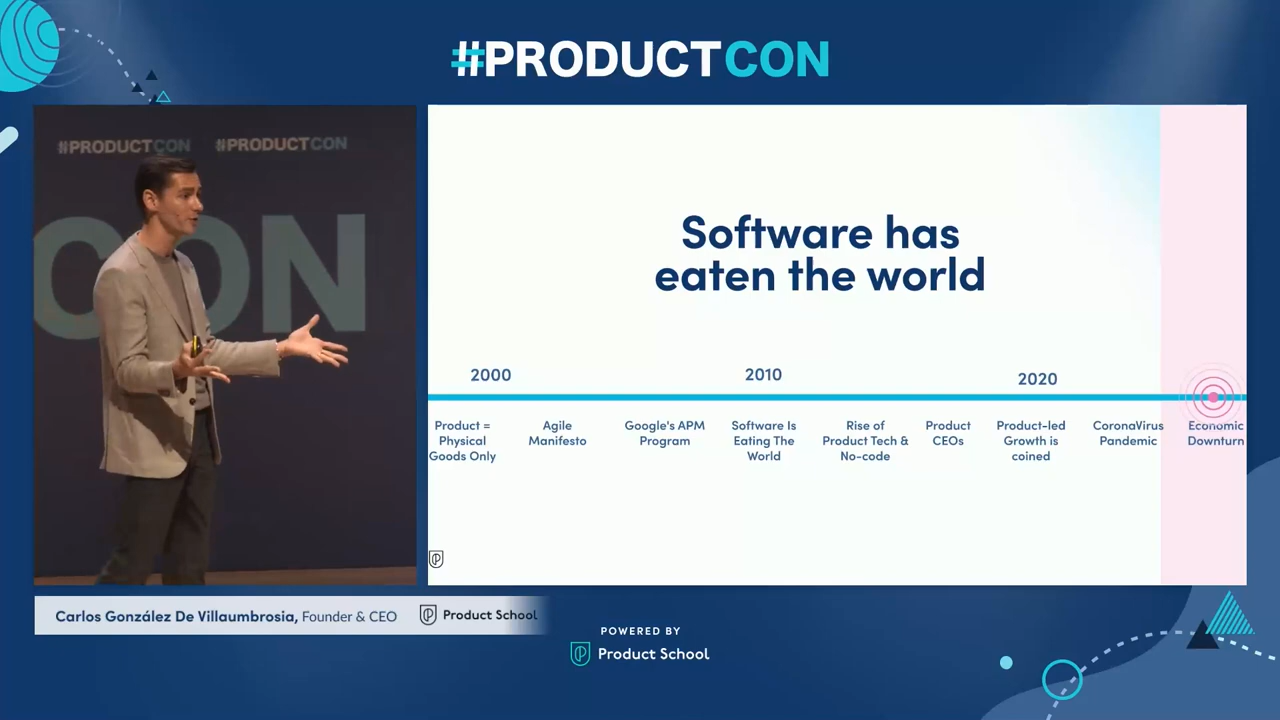 #PRODUCTCON
#PRODUCTCON #PRODUCTCON
CON
Software has
eaten the world
2000
2010
2020
Product =
Physical
Goods Only
Agile
Manifesto
Google's APM
Program
Software Is
Eating The
World
Rise of
Product Tech &
No-code
Product
CEOs
Product-led
Growth is
coined
CoronaVirus
Pandemic
Economic
Downturn
Carlos González De Villaumbrosia, Founder & CEO
Product School
POWERED BY
Product School